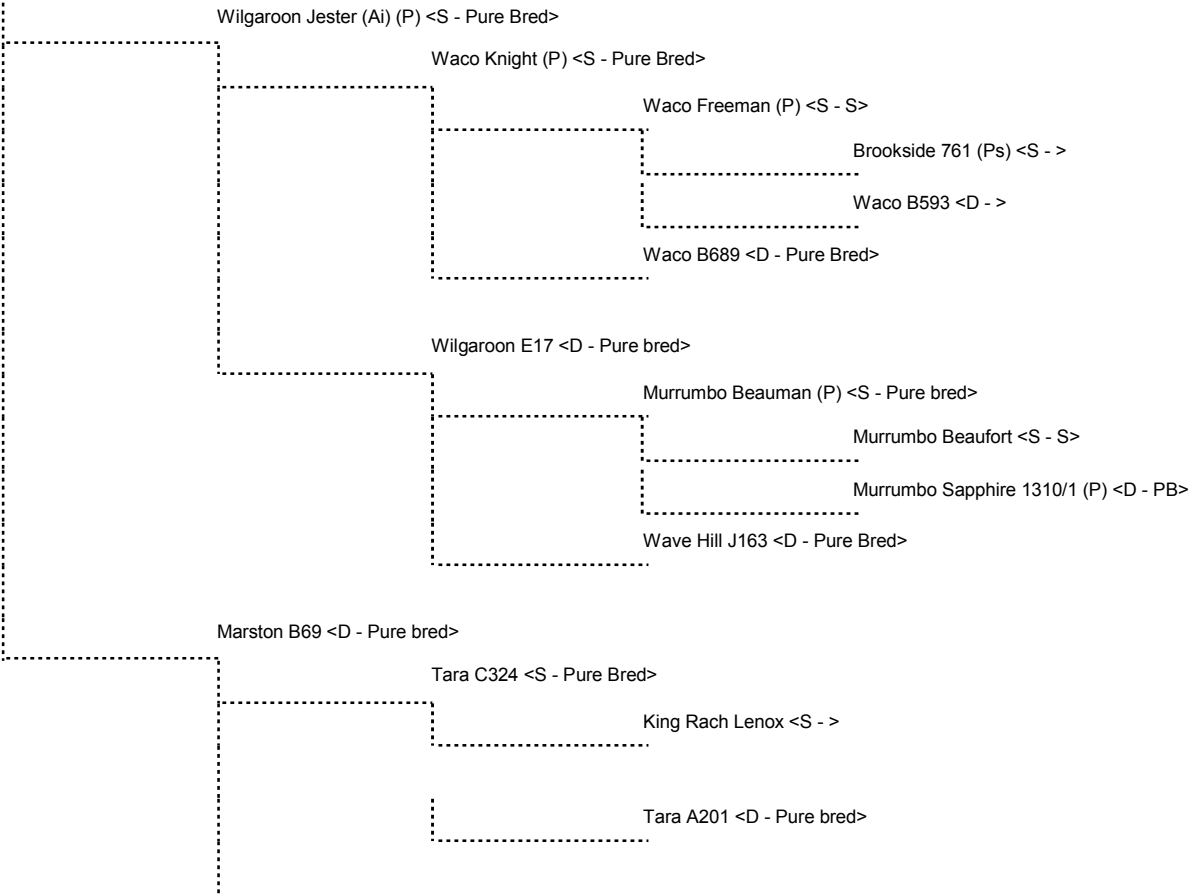 Wilgaroon Jester (Ai) (P) <S - Pure Bred>
Waco Knight (P) <S - Pure Bred>
Waco Freeman (P) <S - S>
Brookside 761 (Ps) <S - >
Waco B593 <D - >
Waco B689 <D - Pure Bred>
Wilgaroon E17 <D - Pure bred>
Murrumbo Beauman (P) <S - Pure bred>
Murrumbo Beaufort <S - S>
Murrumbo Sapphire 1310/1 (P) <D - PB>
Wave Hill J163 <D - Pure Bred>
Marston B69 <D - Pure bred>
Tara C324 <S - Pure Bred>
King Rach Lenox <S - >
Tara A201 <D - Pure bred>